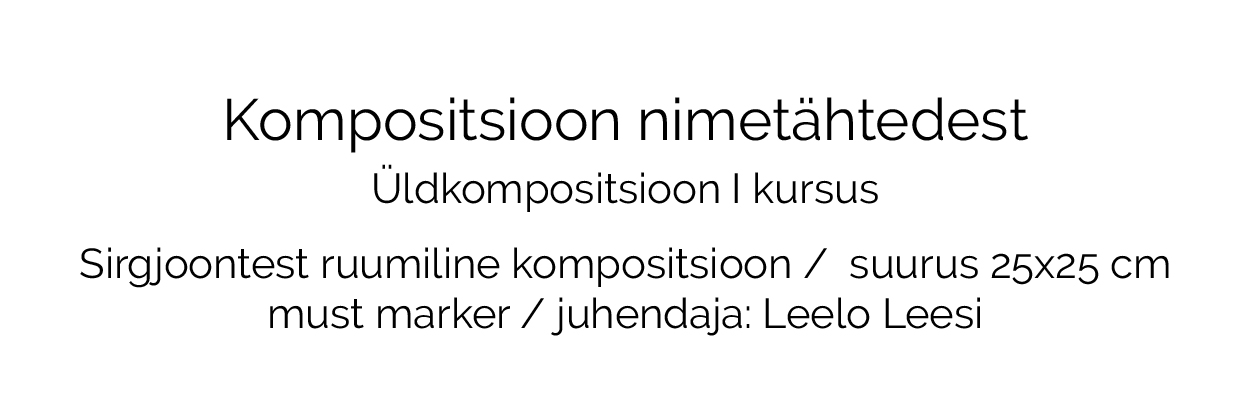 Kompositsioon nimetähtedest
Üldkompositsioon I kursus
Sirgjoontest ruumiline kompositsioon /  suurus 25x25 cm
must marker / juhendaja: Leelo Leesi